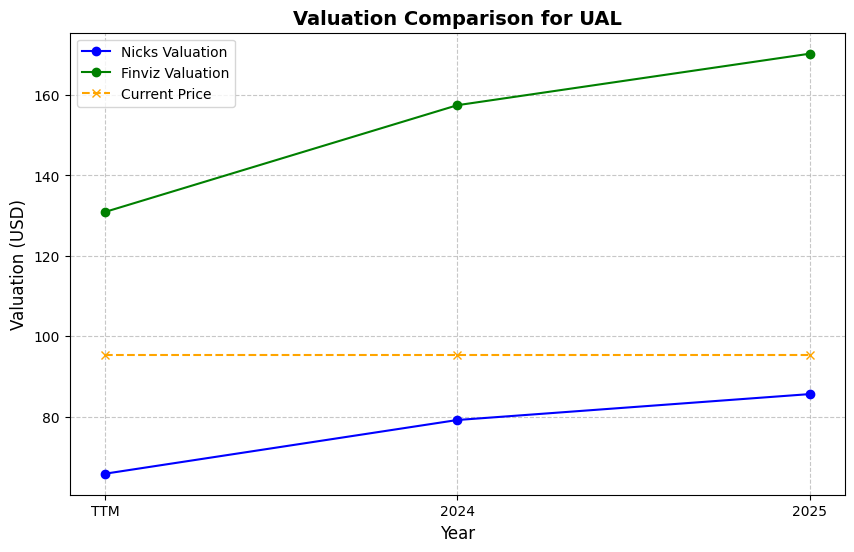 Valuation Comparison for UAL
Nicks Valuation
Finviz Valuation
Current Price
160
140
120
100
80
Valuation (USD)
TTM
2024
2025
Year